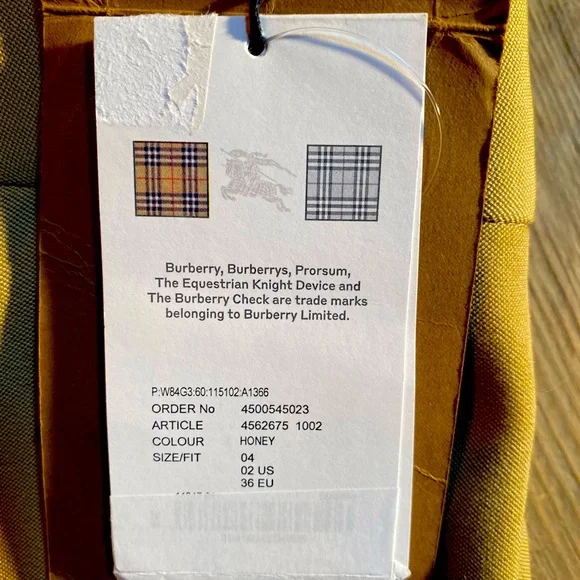 Burberry, Burberrys, Prorsum,
The Equestrian Knight Device and
The Burberry Check are trade marks
belonging to Burberry Limited.
P:W84G3:60:115102:A1366
ORDER No 4500545023
ARTICLE 4562675 1002
COLOUR HONEY
SIZE/FIT 04
02 US
36 EU